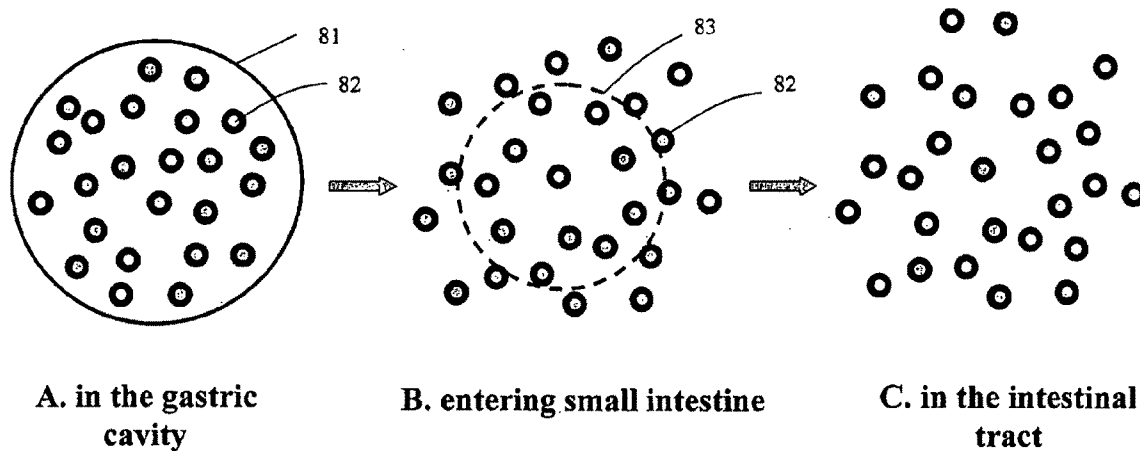 81
82
83
82
A. in the gastric
cavity
B. entering small intestine
C. in the intestinal
tract